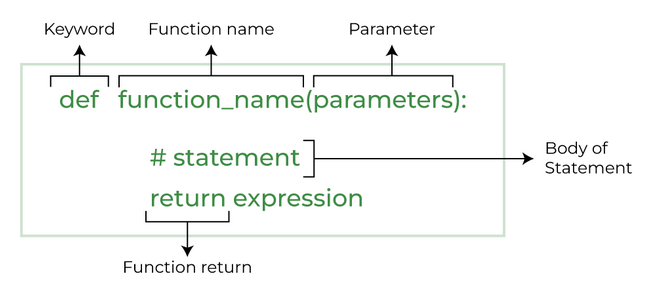 Keyword Function name Parameter
def function_name(parameters):
# statement
Body of
Statement
return expression
Function return